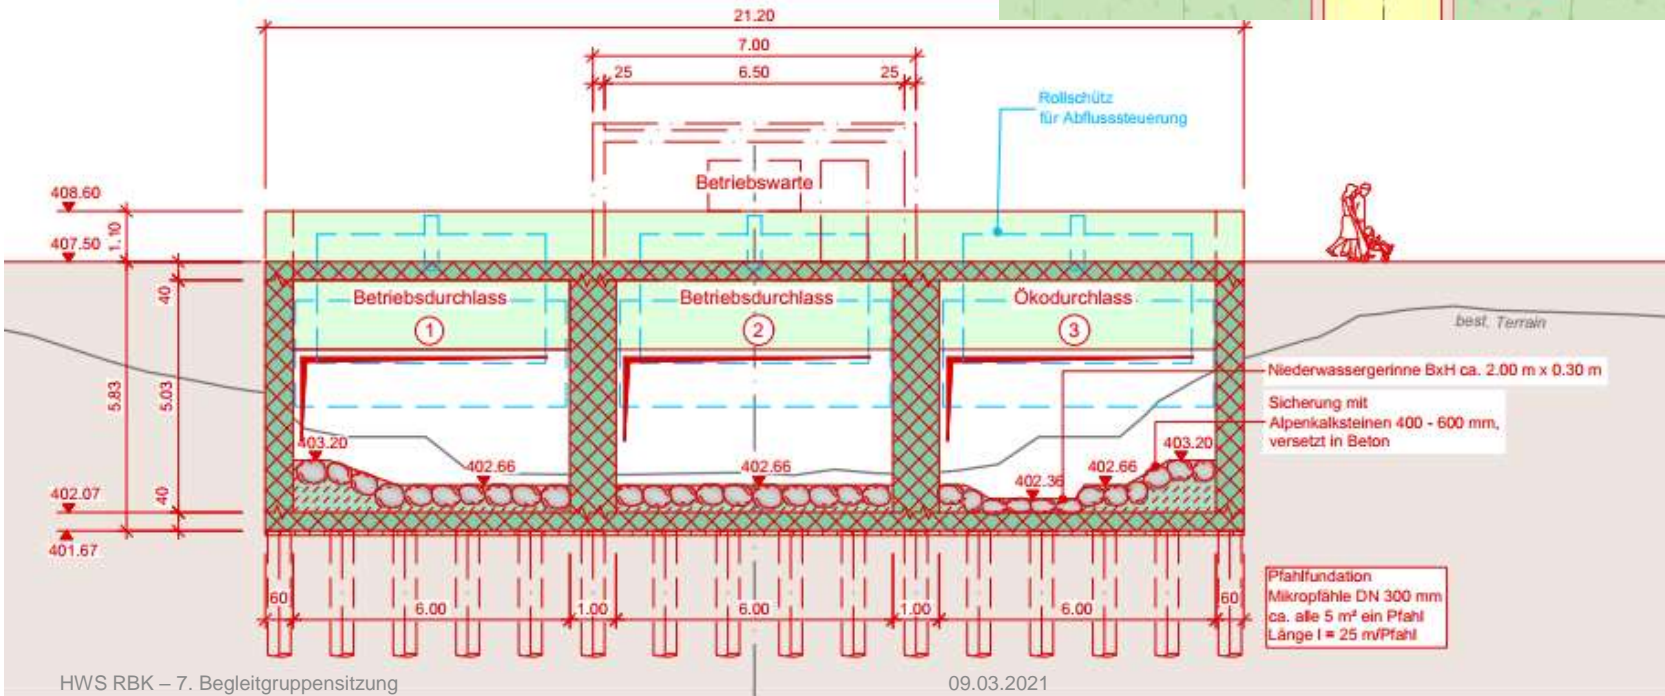 21.20
7.00
25 6.50 25
Rollschütz
für Abflusssteuerung
Betriebswarte
408.60
1.10
407.50
40
Betriebsdurchlass
1
Betriebsdurchlass
2
Ökodurchlass
3
best. Terrain
Niederwassergerinne BxH ca. 2.00 m x 0.30 m
Sicherung mit
Alpenkalksteinen 400 - 600 mm,
versetzt in Beton
5.83
5.03
403.20
402.66
402.66
402.36
402.66
403.20
40
402.07
401.67
Pfahlfundation
Mikropfähle DN 300 mm
ca. alle 5 m² ein Pfahl
Länge l = 25 m/Pfahl
60 6.00 1.00 6.00 1.00 6.00 60
HWS RBK – 7. Begleitgruppensitzung 09.03.2021